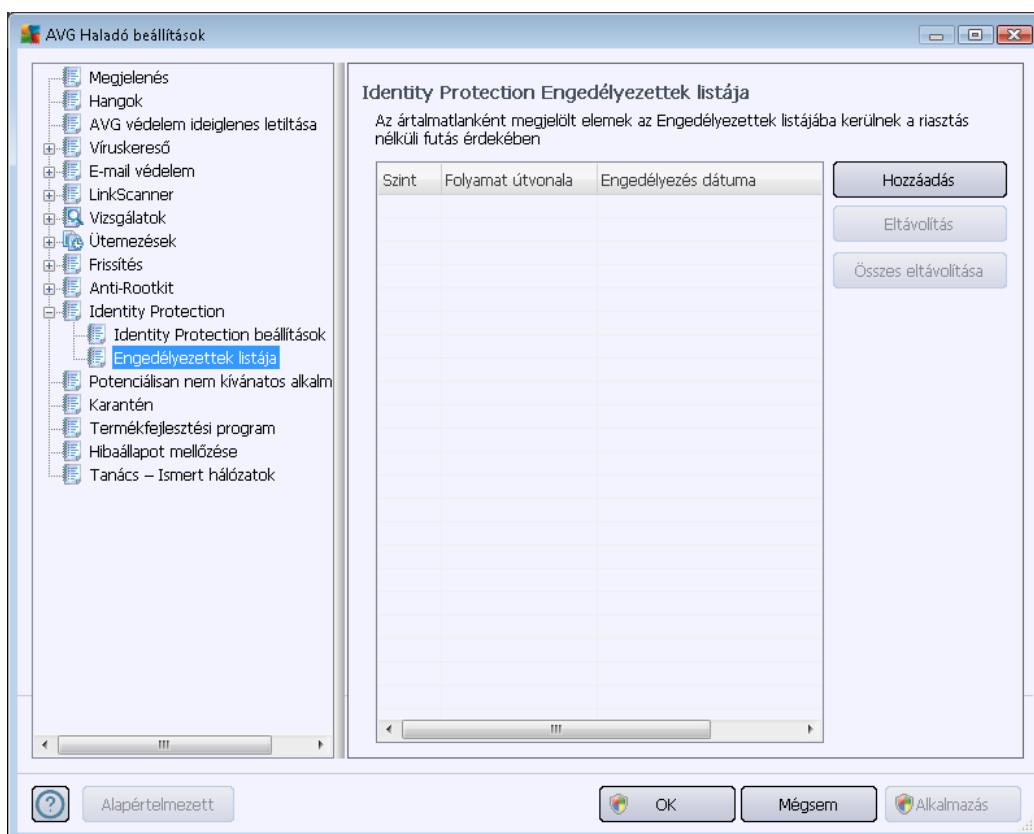 AVG Haladó beállítások
Megjelenés
Hangok
AVG védelem ideiglenes letiltása
Víruskereső
E-mail védelem
LinkScanner
Vizsgálatok
Ütemezések
Frissítés
Anti-Rootkit
Identity Protection
Identity Protection beállítások
Engedélyezettek listája
Potenciálisan nem kívánatos alkalm
Karantén
Termékfejlesztési program
Hibaállapot mellőzése
Tanács – Ismert hálózatok
Identity Protection Engedélyezettek listája
Az ártalmatlanként megjelölt elemek az Engedélyezettek listájába kerülnek a riasztás
nélküli futás érdekében
Szint Folyamat útvonala Engedélyezés dátuma
Hozzáadás
Eltávolítás
Összes eltávolítása
Alapértelmezett
OK
Mégsem
Alkalmazás